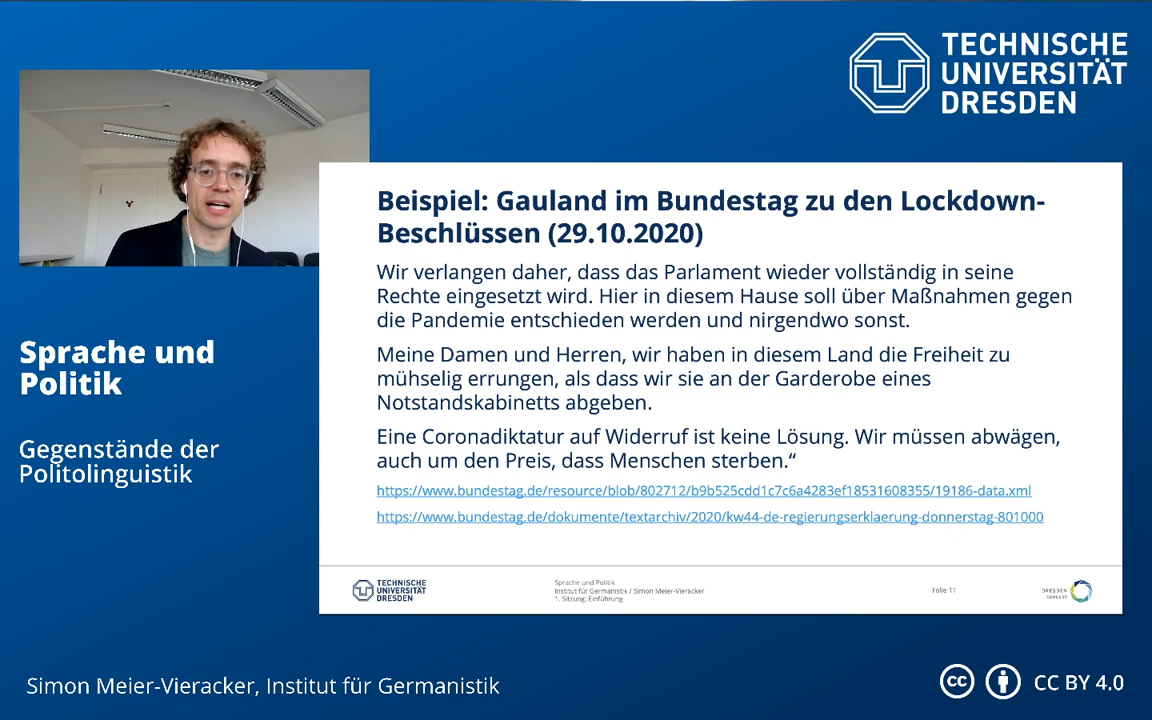 TECHNISCHE
UNIVERSITÄT
DRESDEN
Sprache und
Politik
Gegenstände der
Politolinguistik
Beispiel: Gauland im Bundestag zu den Lockdown-
Beschlüssen (29.10.2020)
Wir verlangen daher, dass das Parlament wieder vollständig in seine
Rechte eingesetzt wird. Hier in diesem Hause soll über Maßnahmen gegen
die Pandemie entschieden werden und nirgendwo sonst.
Meine Damen und Herren, wir haben in diesem Land die Freiheit zu
mühselig errungen, als dass wir sie an der Garderobe eines
Notstandskabinetts abgeben.
Eine Coronadiktatur auf Widerruf ist keine Lösung. Wir müssen abwägen,
auch um den Preis, dass Menschen sterben.“
https://www.bundestag.de/resource/blob/802712/b9b525cdd1c7c6a4283ef18531608355/19186-data.xml
https://www.bundestag.de/dokumente/textarchiv/2020/kw44-de-regierungserklaerung-donnerstag-801000
TECHNISCHE
UNIVERSITÄT
DRESDEN
Sprache und Politik
Institut für Germanistik / Simon Meier-Vieracker
1. Sitzung: Einführung
Folie 11
DRESDEN
concept
Simon Meier-Vieracker, Institut für Germanistik
cc
CC BY 4.0